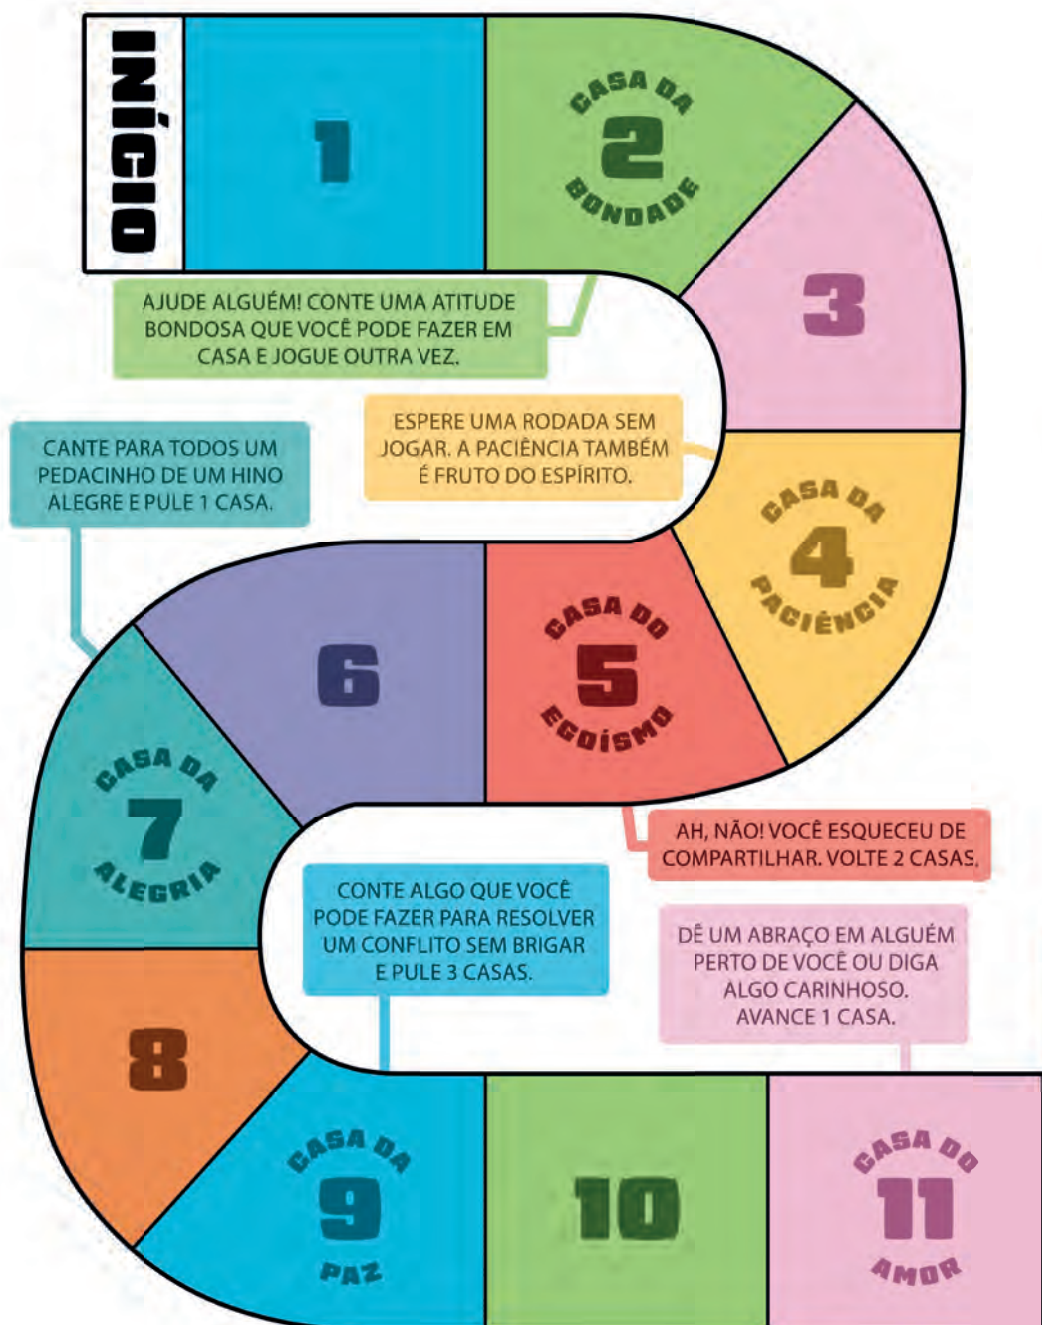 INÍCIO
1
CASA DA
2
BONDADE
3
AJUDE ALGUÉM! CONTE UMA ATITUDE
BONDOSA QUE VOCÊ PODE FAZER EM
CASA E JOGUE OUTRA VEZ.
ESPERE UMA RODADA SEM
JOGAR. A PACIÊNCIA TAMBÉM
É FRUTO DO ESPÍRITO.
CASA DA
4
PACIÊNCIA
CASA DO
5
EGOÍSMO
AH, NÃO! VOCÊ ESQUECEU DE
COMPARTILHAR. VOLTE 2 CASAS.
6
CANTE PARA TODOS UM
PEDACINHO DE UM HINO
ALEGRE E PULE 1 CASA.
CASA DA
7
ALEGRIA
8
CONTE ALGO QUE VOCÊ
PODE FAZER PARA RESOLVER
UM CONFLITO SEM BRIGAR
E PULE 3 CASAS.
CASA DA
9
PAZ
10
DÊ UM ABRAÇO EM ALGUÉM
PERTO DE VOCÊ OU DIGA
ALGO CARINHOSO.
AVANCE 1 CASA.
CASA DO
11
AMOR